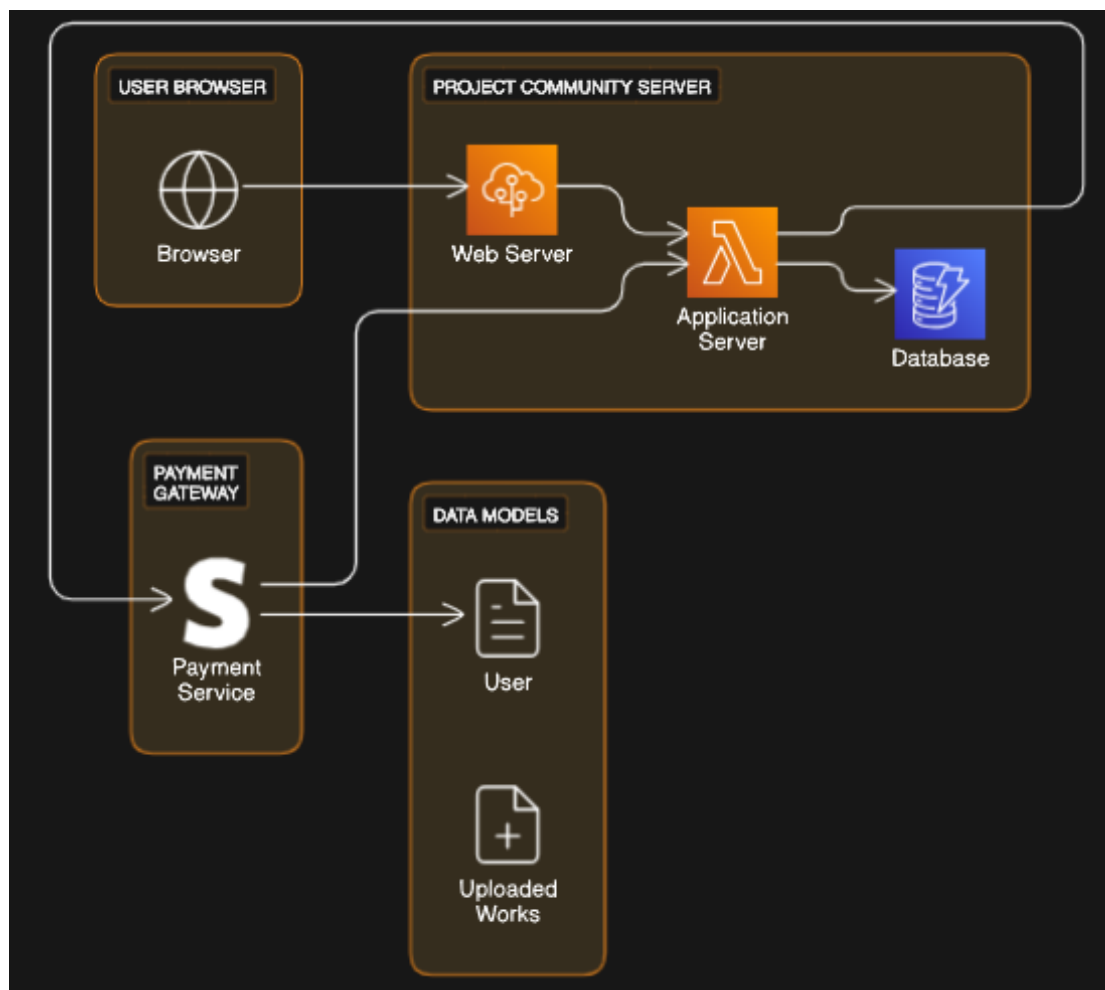 USER BROWSER
Browser
PROJECT COMMUNITY SERVER
Web Server
Application
Server
Database
PAYMENT
GATEWAY
Payment
Service
DATA MODELS
User
Uploaded
Works